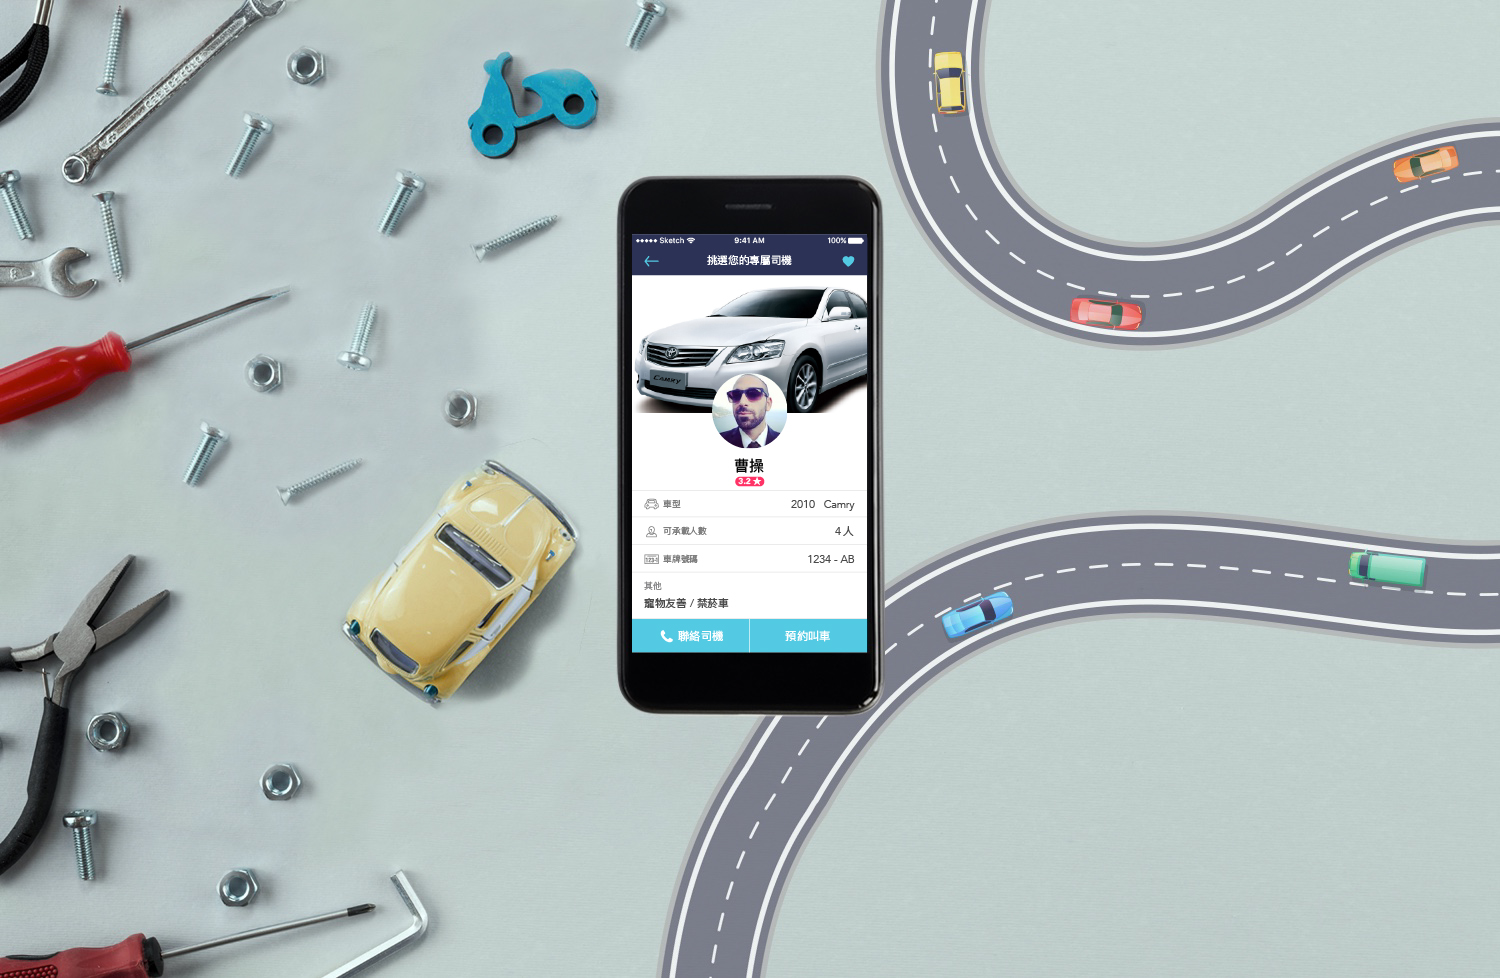 Sketch 9:41 AM 100%
挑選您的專屬司機
CAMRY
曹操
3.2
車型 2010 Camry
可承載人數 4 人
車牌號碼 1234 - AB
其他
寵物友善 / 禁菸車
聯絡司機 預約叫車